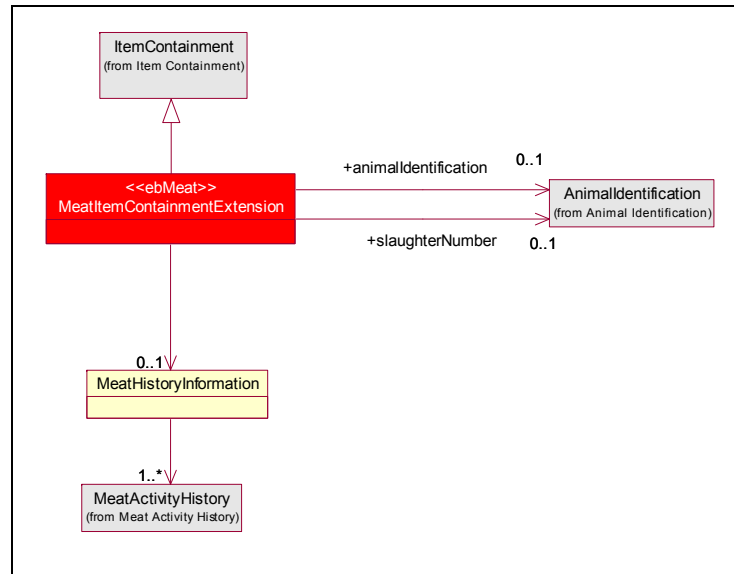 ItemContainment
(from Item Containment)
+animalIdentification
0..1
<<ebMeat>>
MeatItemContainmentExtension
AnimalIdentification
(from Animal Identification)
+slaughterNumber
0..1
0..1
MeatHistoryInformation
1..*
MeatActivityHistory
(from Meat Activity History)